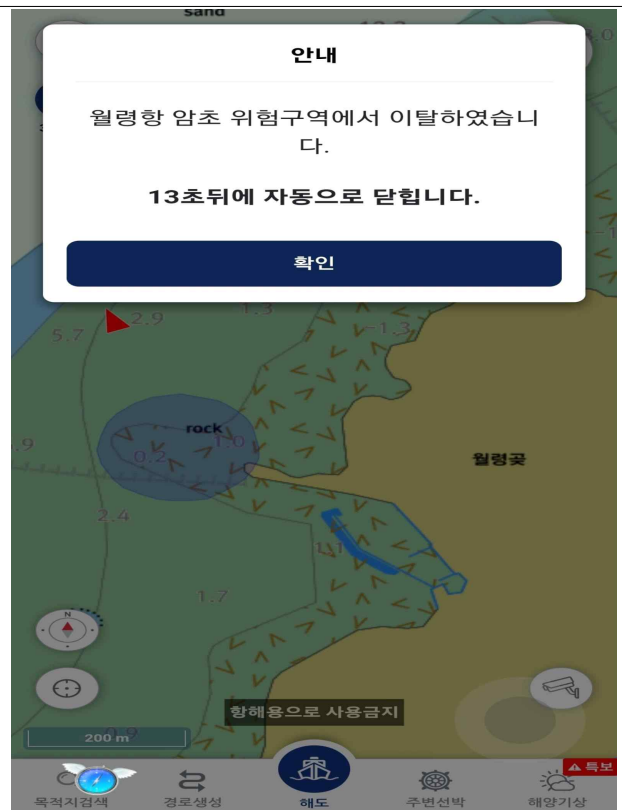 sand
안내
월령항 암초 위험구역에서 이탈하였습니
다.
13초뒤에 자동으로 닫힙니다.
확인
2.9
1.3
5.7
-1.3
rock
1.0
.9
0.2
월령곶
2.4
1.1
1.7
N
항해용으로 사용금지
200 m
0.9
특보
목적지검색
경로생성
해도
주변선박
해양기상